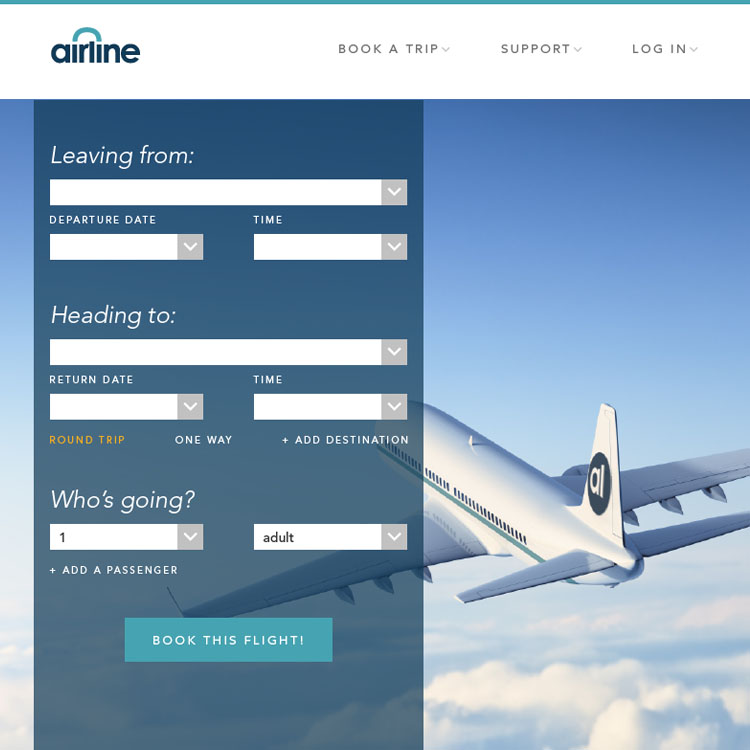 airline
BOOK A TRIP
SUPPORT
LOG IN
Leaving from:
DEPARTURE DATE
TIME
Heading to:
RETURN DATE
TIME
ROUND TRIP
ONE WAY
+ ADD DESTINATION
Who's going?
1
adult
+ ADD A PASSENGER
BOOK THIS FLIGHT!
al